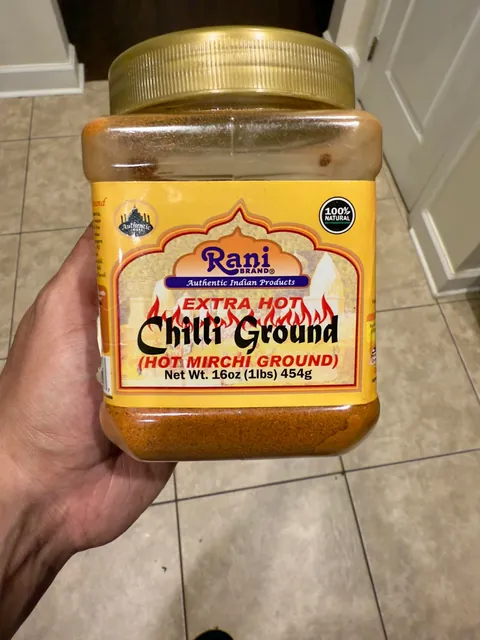 Authentic
100%
NATURAL
Rani
BRAND®
Authentic Indian Products
EXTRA HOT
Chilli Ground
(HOT MIRCHI GROUND)
Net Wt. 16oz (1lbs) 454g